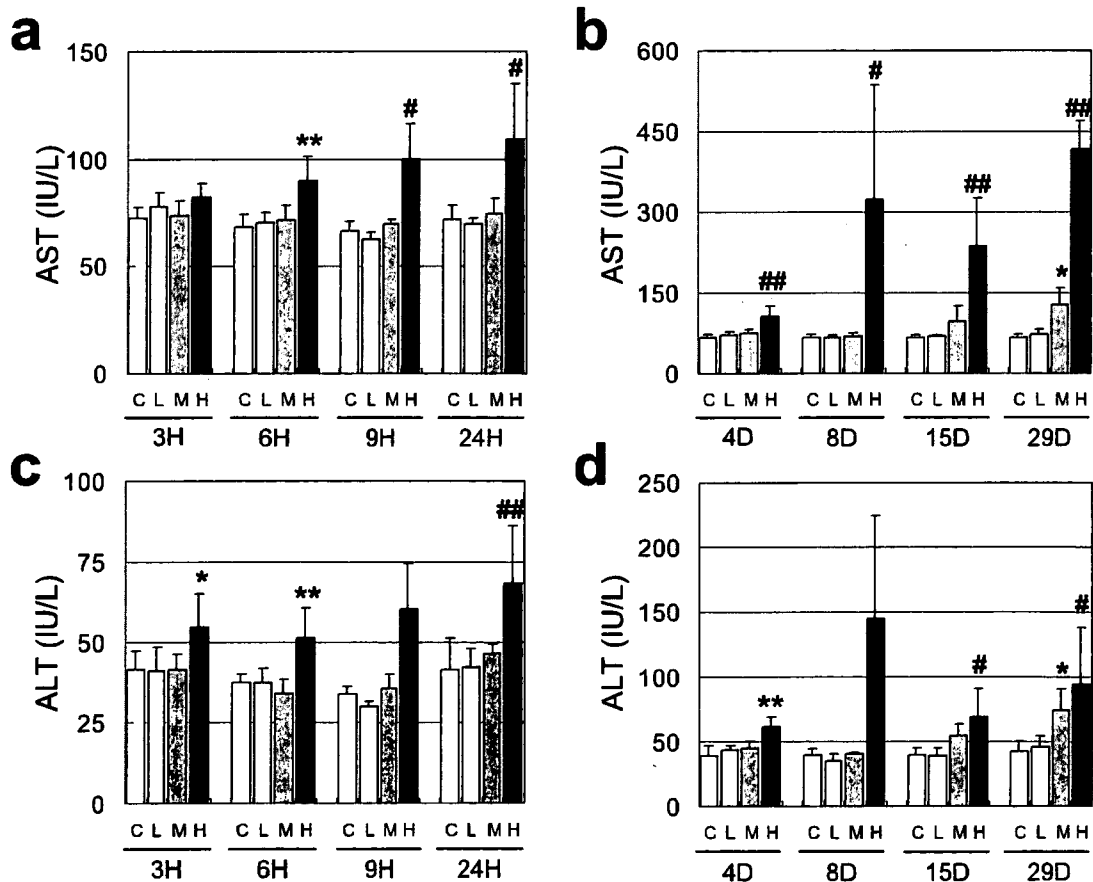 a
150
100
50
0
AST (IU/L)
** # #
C L M H C L M H C L M H C L M H
3H 6H 9H 24H
b
600
450
300
150
0
AST (IU/L)
## # ## * ##
C L M H C L M H C L M H C L M H
4D 8D 15D 29D
c
100
75
50
25
0
ALT (IU/L)
* ** ##
C L M H C L M H C L M H C L M H
3H 6H 9H 24H
d
250
200
150
100
50
0
ALT (IU/L)
** # * #
C L M H C L M H C L M H C L M H
4D 8D 15D 29D